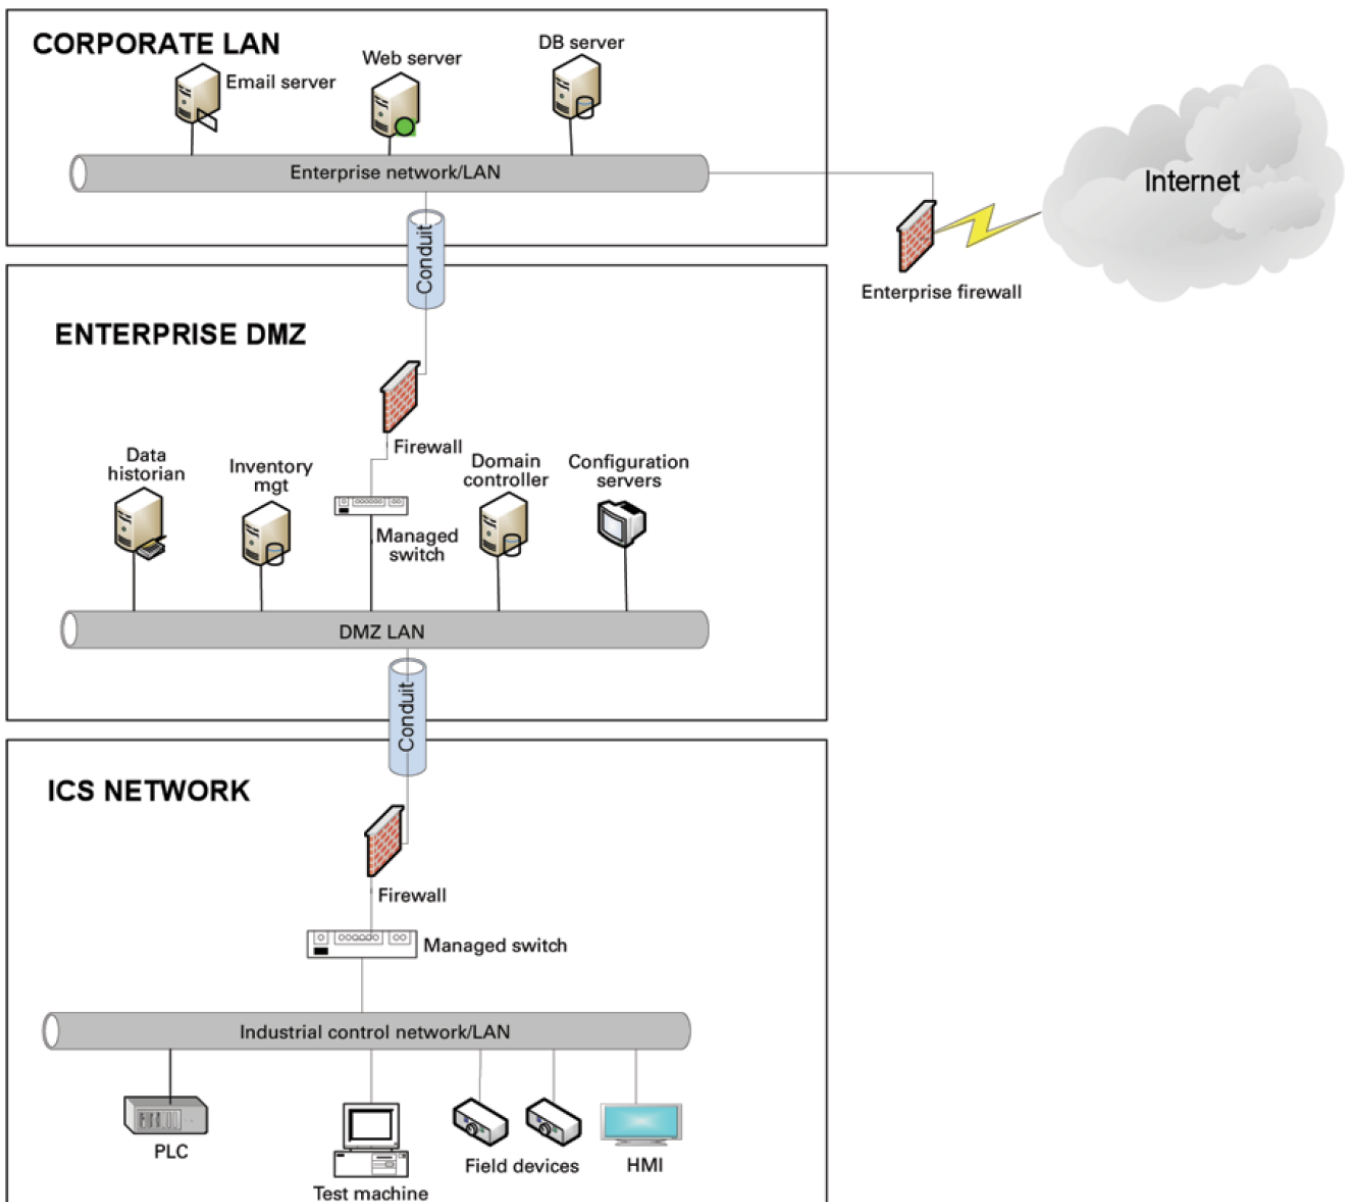 CORPORATE LAN
Email server
Web server
DB server
Enterprise network/LAN
Internet
Enterprise firewall
Conduit
ENTERPRISE DMZ
Firewall
Data
historian
Inventory
mgt
Managed
switch
Domain
controller
Configuration
servers
DMZ LAN
Conduit
ICS NETWORK
Firewall
Managed switch
Industrial control network/LAN
PLC
Test machine
Field devices
HMI